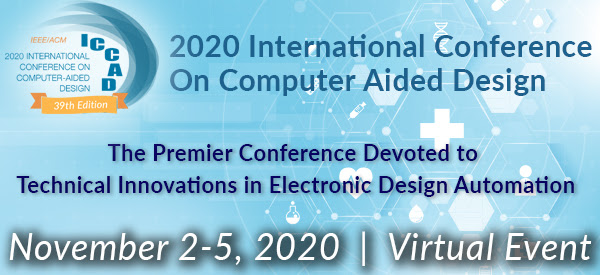 IEEE/ACM
2020 INTERNATIONAL
CONFERENCE ON
COMPUTER-AIDED
DESIGN
ICCAD
39th Edition
2020 International Conference
On Computer Aided Design
The Premier Conference Devoted to
Technical Innovations in Electronic Design Automation
November 2-5, 2020 | Virtual Event